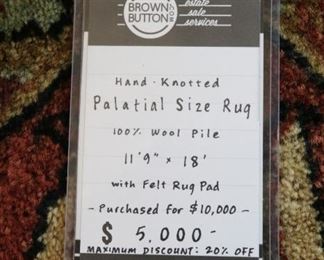 BROWN
BUTTON
.COM
estate
sale
services
Hand-Knotted
Palatial Size Rug
100% Wool Pile
11'9" x 18'
with Felt Rug Pad
- Purchased for $10,000 -
$ 5,000-
MAXIMUM DISCOUNT: 20% OFF